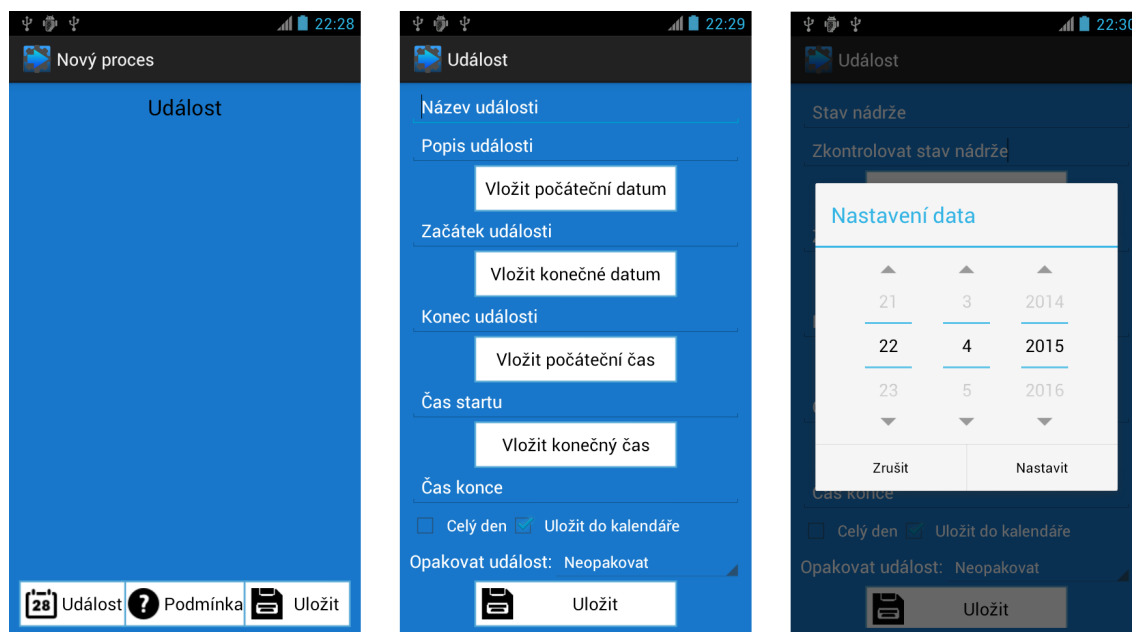 22:28
Nový proces
Událost
28 Událost ? Podmínka Uložit
22:29
Událost
Název události
Popis události
Vložit počáteční datum
Začátek události
Vložit konečné datum
Konec události
Vložit počáteční čas
Čas startu
Vložit konečný čas
Čas konce
Celý den Uložit do kalendáře
Opakovat událost: Neopakovat
Uložit
22:30
Událost
Stav nádrže
Zkontrolovat stav nádrže
Nastavení data
21 3 2014
22 4 2015
23 5 2016
Zrušit Nastavit
Čas konce
Celý den Uložit do kalendáře
Opakovat událost: Neopakovat
Uložit